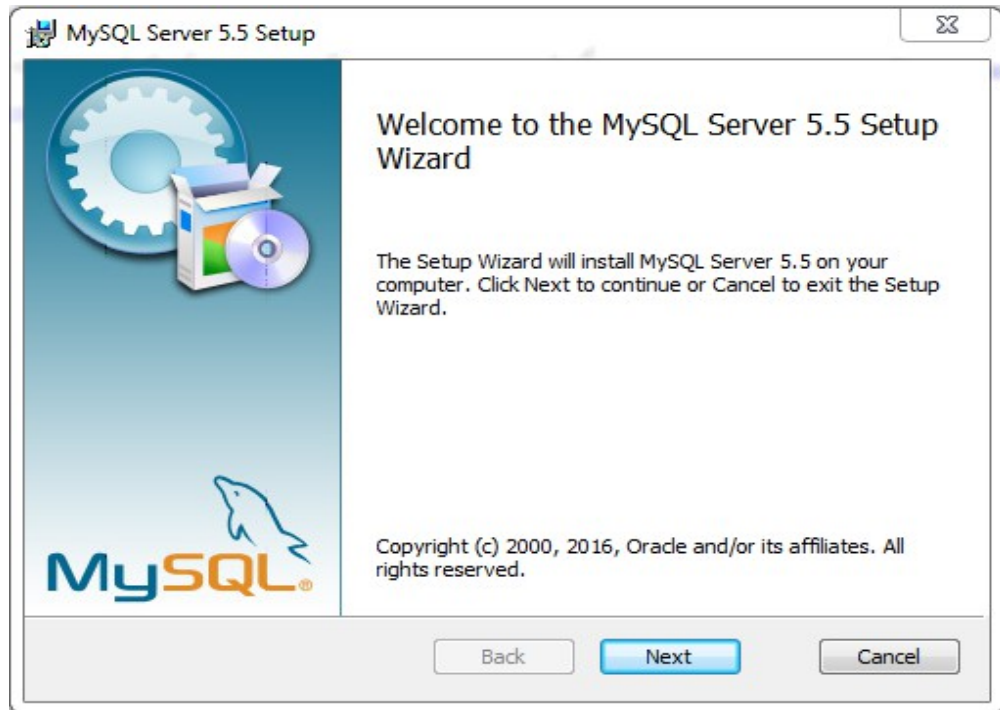 MySQL Server 5.5 Setup
Welcome to the MySQL Server 5.5 Setup
Wizard
The Setup Wizard will install MySQL Server 5.5 on your
computer. Click Next to continue or Cancel to exit the Setup
Wizard.
MySQL®
Copyright (c) 2000, 2016, Oracle and/or its affiliates. All
rights reserved.
Back Next Cancel